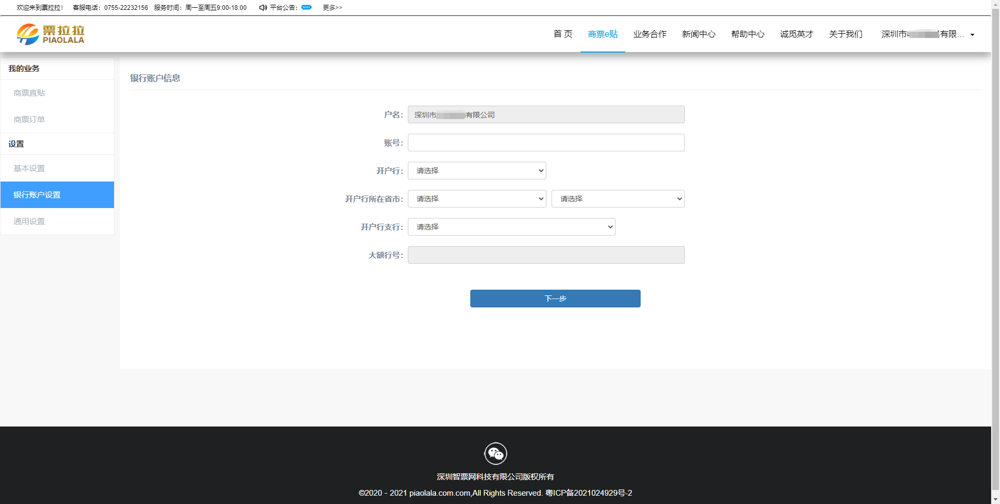 欢迎来到票拉拉! 客服电话：0755-22232156 服务时间：周一至周五9:00-18:00 平台公告： NEWS 更多>>
票拉拉
PIAOLALA
首 页 商票e贴 业务合作 新闻中心 帮助中心 诚觅英才 关于我们 深圳市 有限...
我的业务
商票直贴
商票订单
设置
基本设置
银行账户设置
通用设置
银行账户信息
户名： 深圳市 有限公司
账号：
开户行： 请选择
开户行所在省市： 请选择 请选择
开户行支行： 请选择
大额行号：
下一步
深圳智票网科技有限公司版权所有
©2020 - 2021 piaolala.com.com,All Rights Reserved. 粤ICP备2021024929号-2